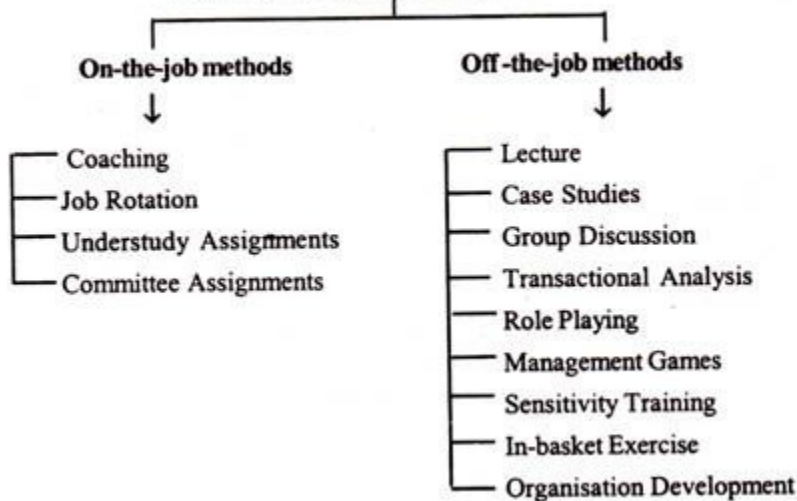 On-the-job methods
Coaching
Job Rotation
Understudy Assignments
Committee Assignments
Off-the-job methods
Lecture
Case Studies
Group Discussion
Transactional Analysis
Role Playing
Management Games
Sensitivity Training
In-basket Exercise
Organisation Development